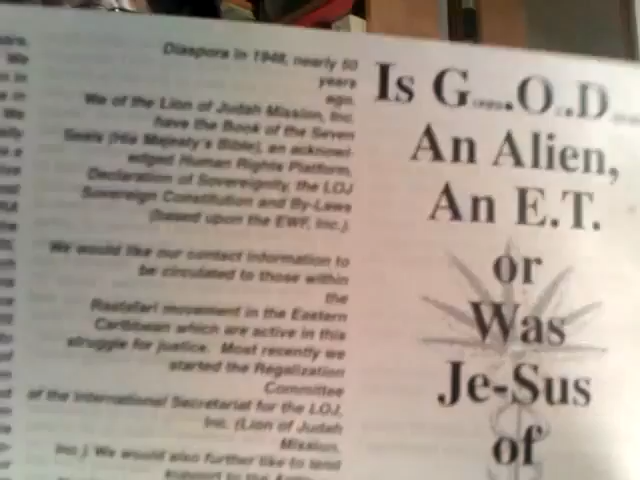 Diaspora in 1948, nearly 50
years
ago.
We of the Lion of Judah Mission, Inc.
have the Book of the Seven
Seals (His Majesty's Bible), an acknowl-
edged Human Rights Platform,
Declaration of Sovereignity, the LOJ
Sovereign Constitution and By-Laws
(based upon the EWF, Inc.).
We would like our contact information to
be circulated to those within
the
Rastafari movement in the Eastern
Caribbean which are active in this
struggle for justice. Most recently we
started the Regalization
Committee
of the International Secretariat for the LOJ,
Inc. (Lion of Judah
Mission,
Inc.). We would also further like to lend
support to the
Is G....O..D....
An Alien,
An E.T.
or
Was
Je-Sus
of